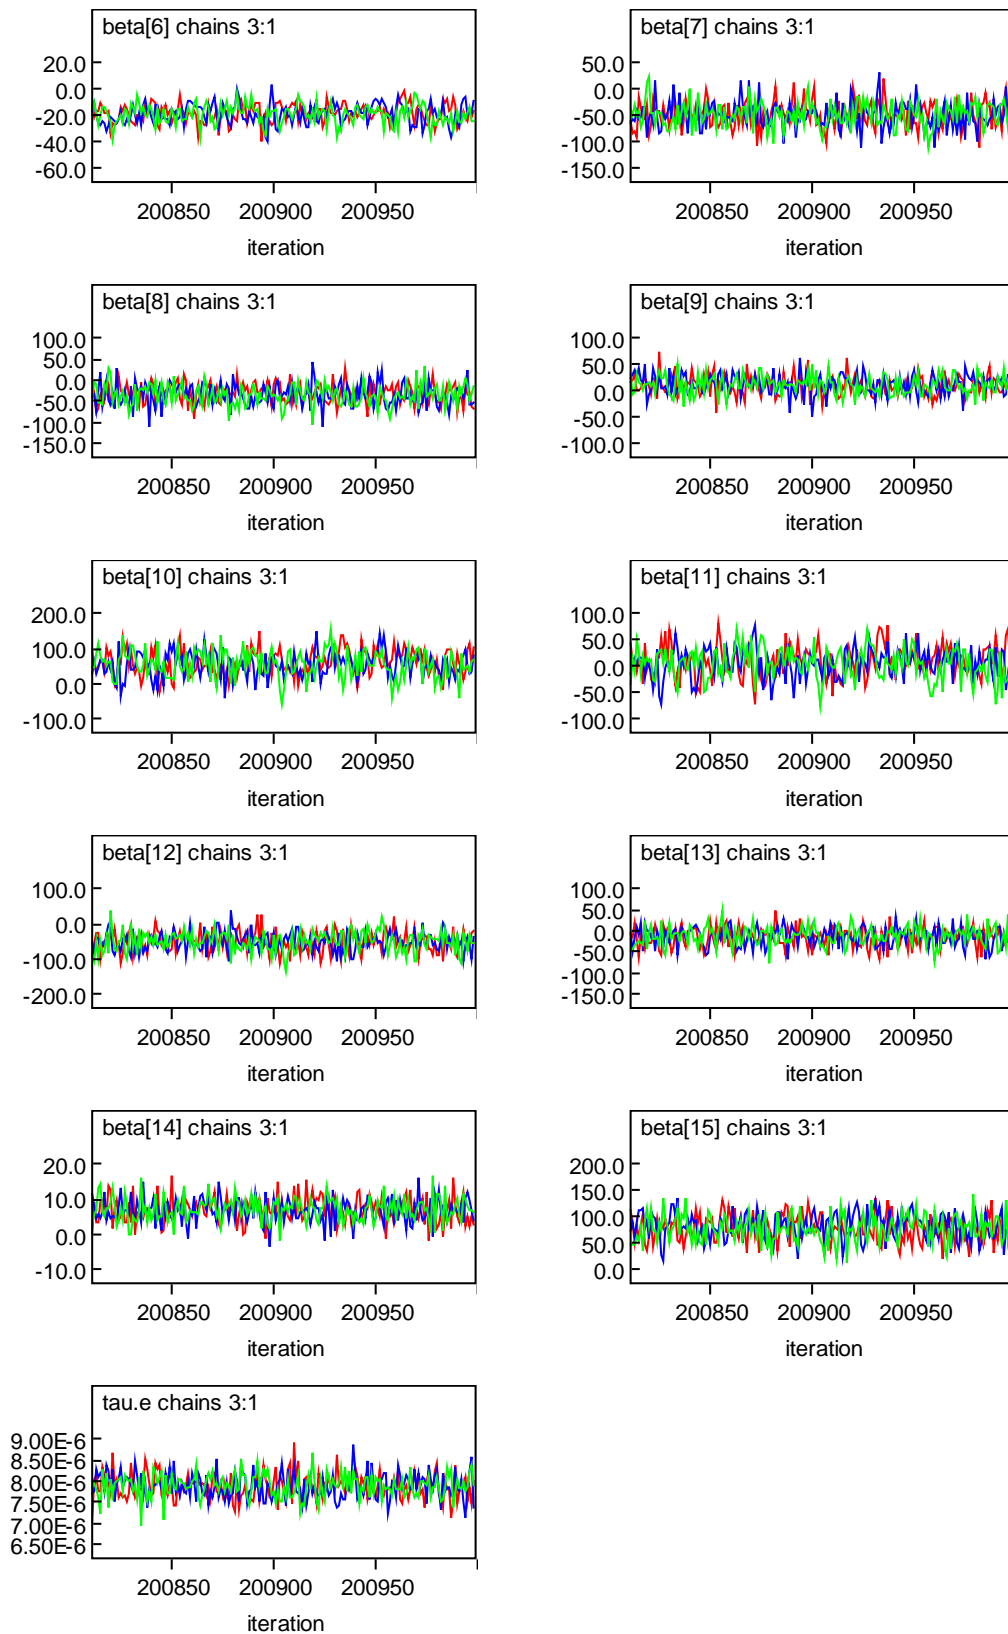 beta[6] chains 3:1
20.0
0.0
-20.0
-40.0
-60.0
200850 200900 200950
iteration
beta[7] chains 3:1
50.0
0.0
-50.0
-100.0
-150.0
200850 200900 200950
iteration
beta[8] chains 3:1
100.0
50.0
0.0
-50.0
-100.0
-150.0
200850 200900 200950
iteration
beta[9] chains 3:1
100.0
50.0
0.0
-50.0
-100.0
200850 200900 200950
iteration
beta[10] chains 3:1
200.0
100.0
0.0
-100.0
200850 200900 200950
iteration
beta[11] chains 3:1
100.0
50.0
0.0
-50.0
-100.0
200850 200900 200950
iteration
beta[12] chains 3:1
100.0
0.0
-100.0
-200.0
200850 200900 200950
iteration
beta[13] chains 3:1
100.0
50.0
0.0
-50.0
-100.0
-150.0
200850 200900 200950
iteration
beta[14] chains 3:1
20.0
10.0
0.0
-10.0
200850 200900 200950
iteration
beta[15] chains 3:1
200.0
150.0
100.0
50.0
0.0
200850 200900 200950
iteration
tau.e chains 3:1
9.00E-6
8.50E-6
8.00E-6
7.50E-6
7.00E-6
6.50E-6
200850 200900 200950
iteration